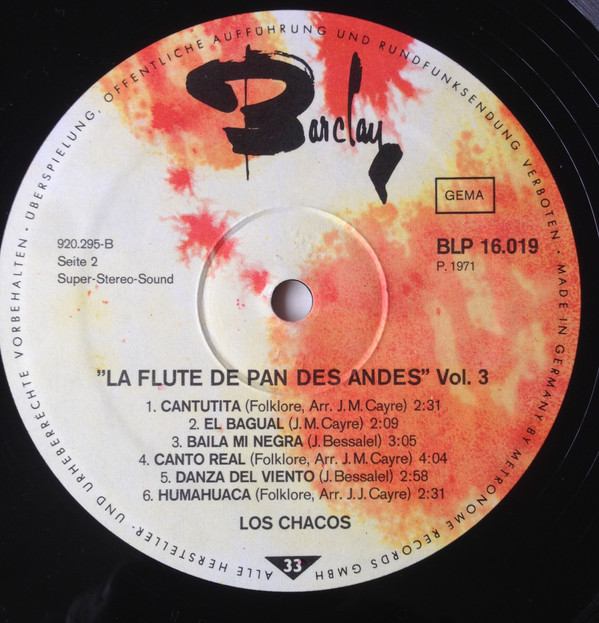 ALLE HERSTELLER- UND URHEBERRECHTE VORBEHALTEN · ÜBERSPIELUNG, ÖFFENTLICHE AUFFÜHRUNG UND RUNDFUNKSENDUNG VERBOTEN · MADE IN GERMANY BY METRONOME RECORDS GMBH
Barclay
GEMA
920.295-B
Seite 2
Super-Stereo-Sound
BLP 16.019
P. 1971
"LA FLUTE DE PAN DES ANDES" Vol. 3
1. CANTUTITA (Folklore, Arr. J. M. Cayre) 2:31
2. EL BAGUAL (J. M. Cayre) 2:09
3. BAILA MI NEGRA (J. Bessalel) 3:05
4. CANTO REAL (Folklore, Arr. J. M. Cayre) 4:04
5. DANZA DEL VIENTO (J. Bessalel) 2:58
6. HUMAHUACA (Folklore, Arr. J. J. Cayre) 2:31
LOS CHACOS
33